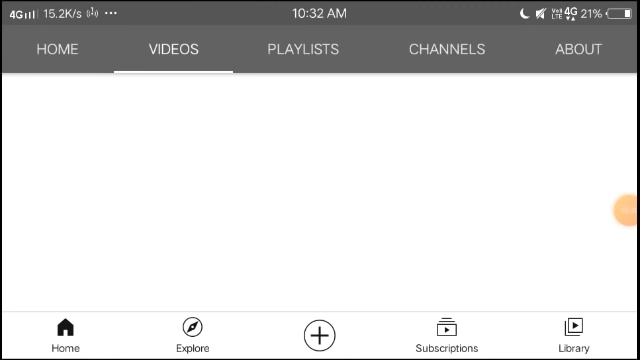 4G 15.2K/s ••• 10:32 AM 4G 21%
HOME VIDEOS PLAYLISTS CHANNELS ABOUT
Home Explore Subscriptions Library